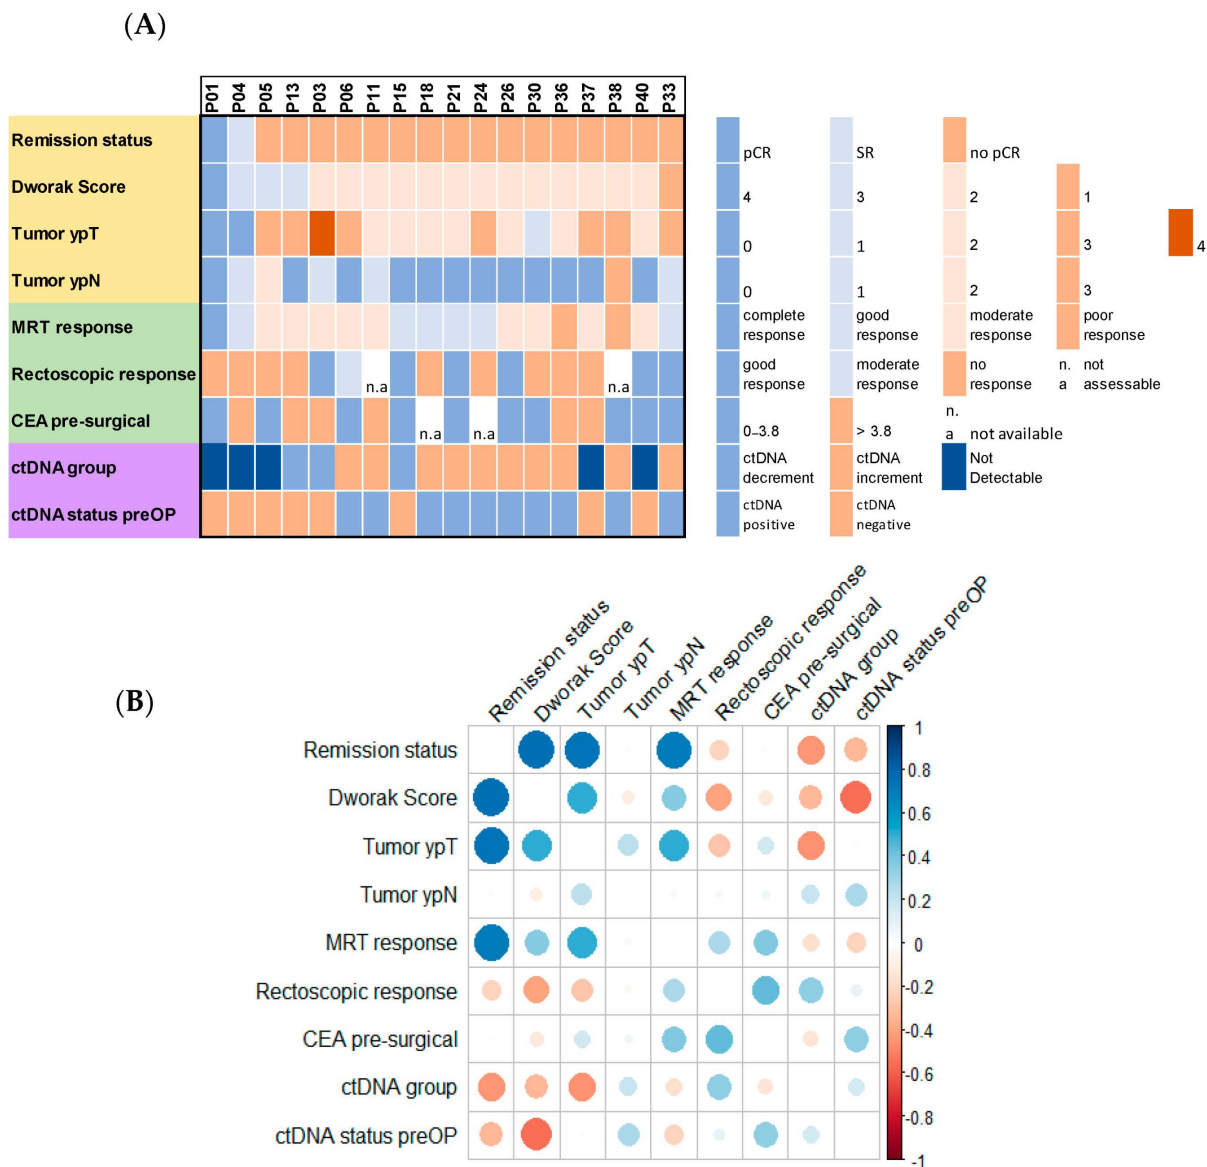 (A)
P01 P04 P05 P13 P03 P06 P11 P15 P18 P21 P24 P26 P30 P36 P37 P38 P40 P33
Remission status
pCR SR no pCR
Dworak Score
4 3 2 1
Tumor ypT
0 1 2 3 4
Tumor ypN
0 1 2 3
MRT response
complete response good response moderate response poor response
Rectoscopic response
n.a n.a
good response moderate response no response n. a not assessable
CEA pre-surgical
n.a n.a
0–3.8 > 3.8 n. a not available
ctDNA group
ctDNA decrement ctDNA increment Not Detectable
ctDNA status preOP
ctDNA positive ctDNA negative
(B)
Remission status
Dworak Score
Tumor ypT
Tumor ypN
MRT response
Rectoscopic response
CEA pre-surgical
ctDNA group
ctDNA status preOP
Remission status
Dworak Score
Tumor ypT
Tumor ypN
MRT response
Rectoscopic response
CEA pre-surgical
ctDNA group
ctDNA status preOP
1
0.8
0.6
0.4
0.2
0
-0.2
-0.4
-0.6
-0.8
-1